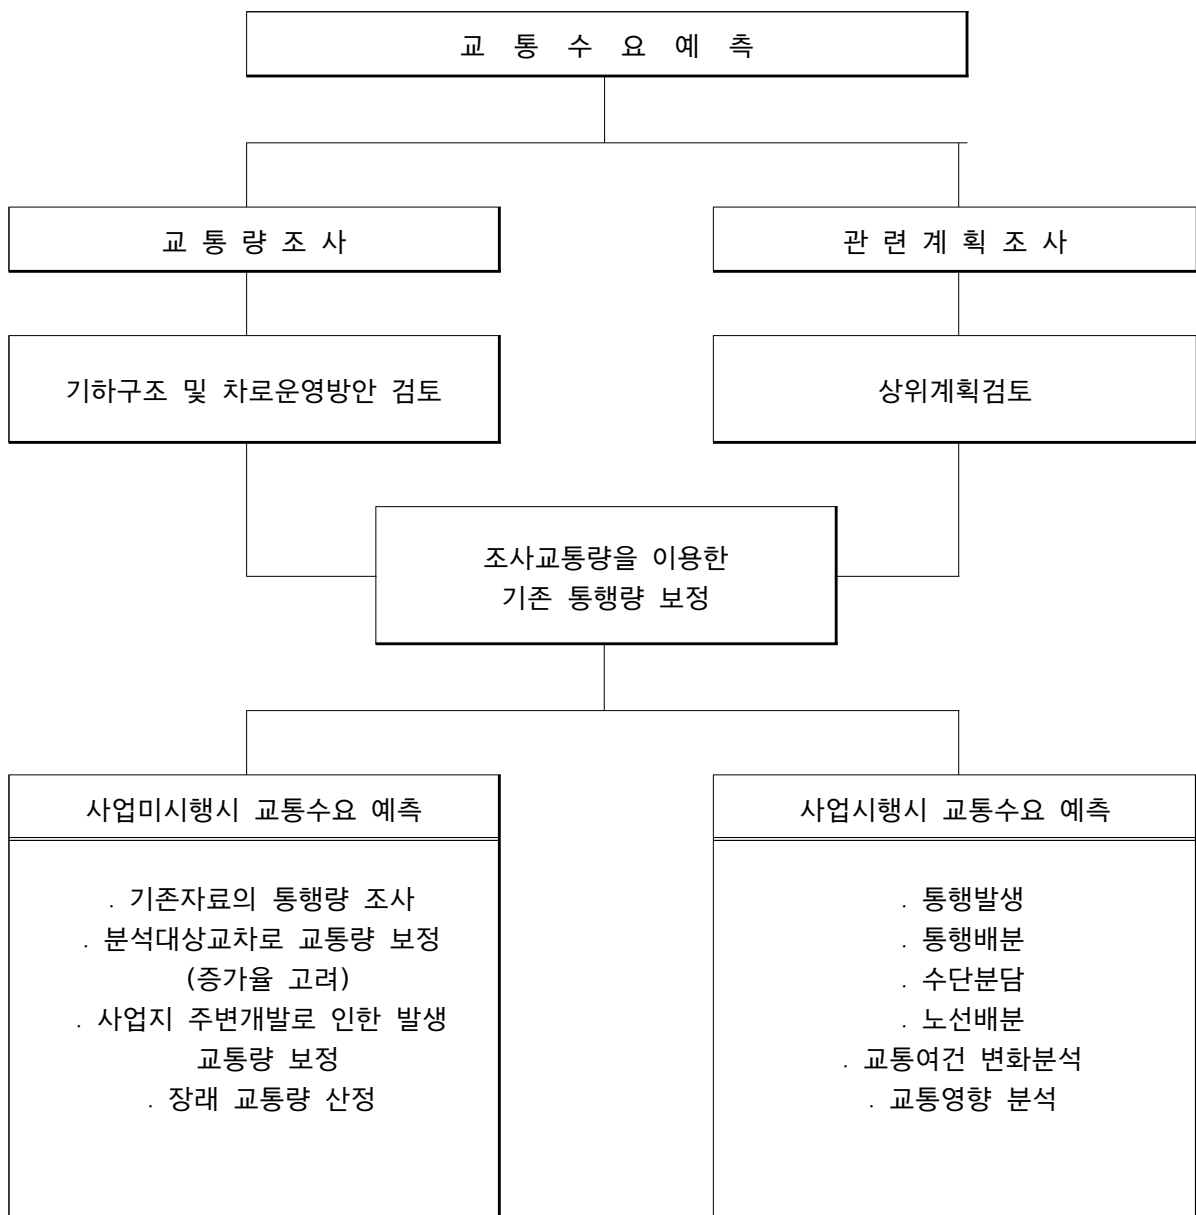 교 통 수 요 예 측
교 통 량 조 사
관 련 계 획 조 사
기하구조 및 차로운영방안 검토
상위계획검토
조사교통량을 이용한
기존 통행량 보정
사업미시행시 교통수요 예측
. 기존자료의 통행량 조사
. 분석대상교차로 교통량 보정
(증가율 고려)
. 사업지 주변개발로 인한 발생
교통량 보정
. 장래 교통량 산정
사업시행시 교통수요 예측
. 통행발생
. 통행배분
. 수단분담
. 노선배분
. 교통여건 변화분석
. 교통영향 분석